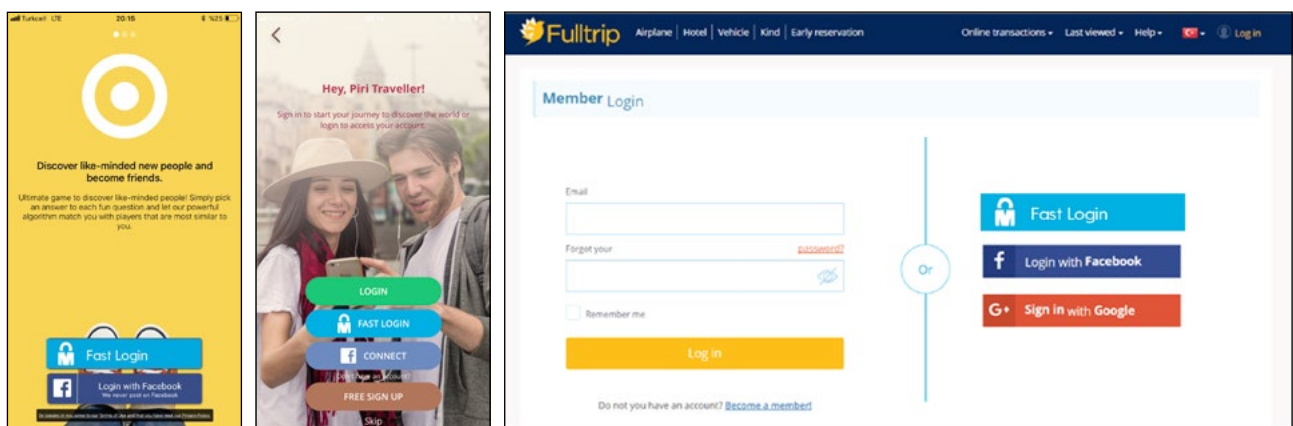 Turkcell LTE 20:15 %25
Discover like-minded new people and
become friends.
Ultimate game to discover like-minded people! Simply pick
an answer to each fun question and let our powerful
algorithm match you with players that are most similar to
you.
Fast Login
Login with Facebook
We never post on Facebook
Hey, Piri Traveller!
Sign in to start your journey to discover the world or
login to access your account.
LOGIN
FAST LOGIN
CONNECT
Don't have an account?
FREE SIGN UP
Skip
Fulltrip
Airplane | Hotel | Vehicle | Kind | Early reservation
Online transactions Last viewed Help Log in
Member Login
Email
Forgot your password?
Remember me
Log in
Do not you have an account? Become a member!
Or
Fast Login
f Login with Facebook
G+ Sign in with Google